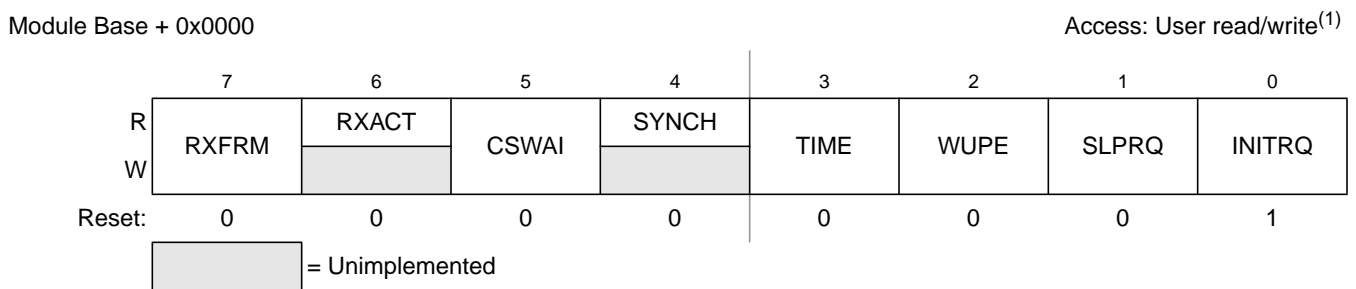 Module Base + 0x0000 Access: User read/write(1)
7 6 5 4 3 2 1 0
R RXFRM RXACT CSWAI SYNCH TIME WUPE SLPRQ INITRQ
W
Reset: 0 0 0 0 0 0 0 1
= Unimplemented